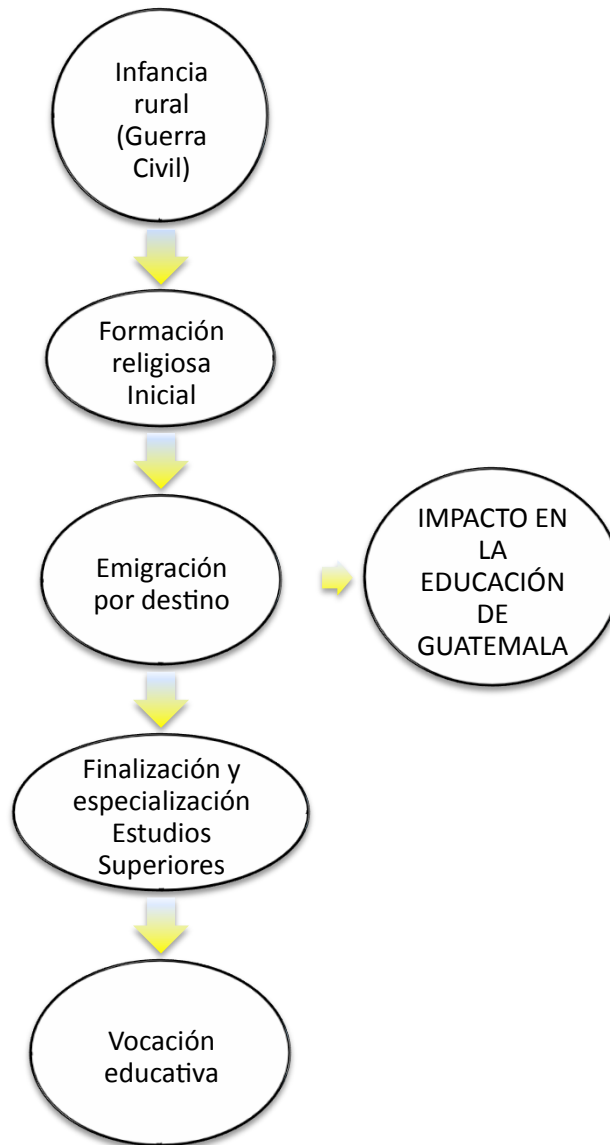 Infancia
rural
(Guerra
Civil)
Formación
religiosa
Inicial
Emigración
por destino
IMPACTO EN
LA
EDUCACIÓN
DE
GUATEMALA
Finalización y
especialización
Estudios
Superiores
Vocación
educativa